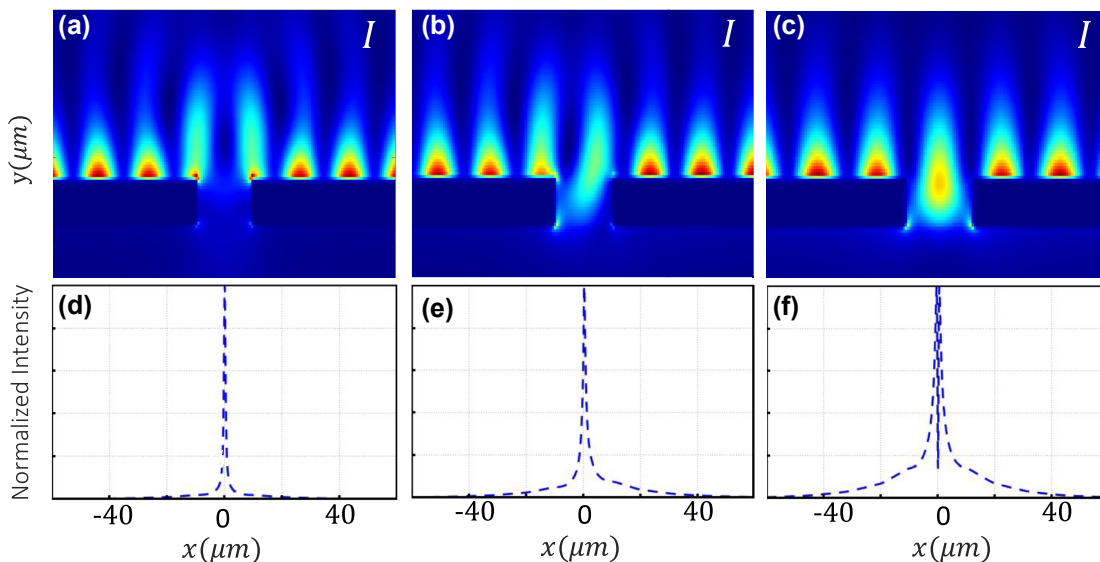 (a) I (b) I (c) I
y(μm)
(d) (e) (f)
Normalized Intensity
-40 0 40 -40 0 40 -40 0 40
x(μm) x(μm) x(μm)